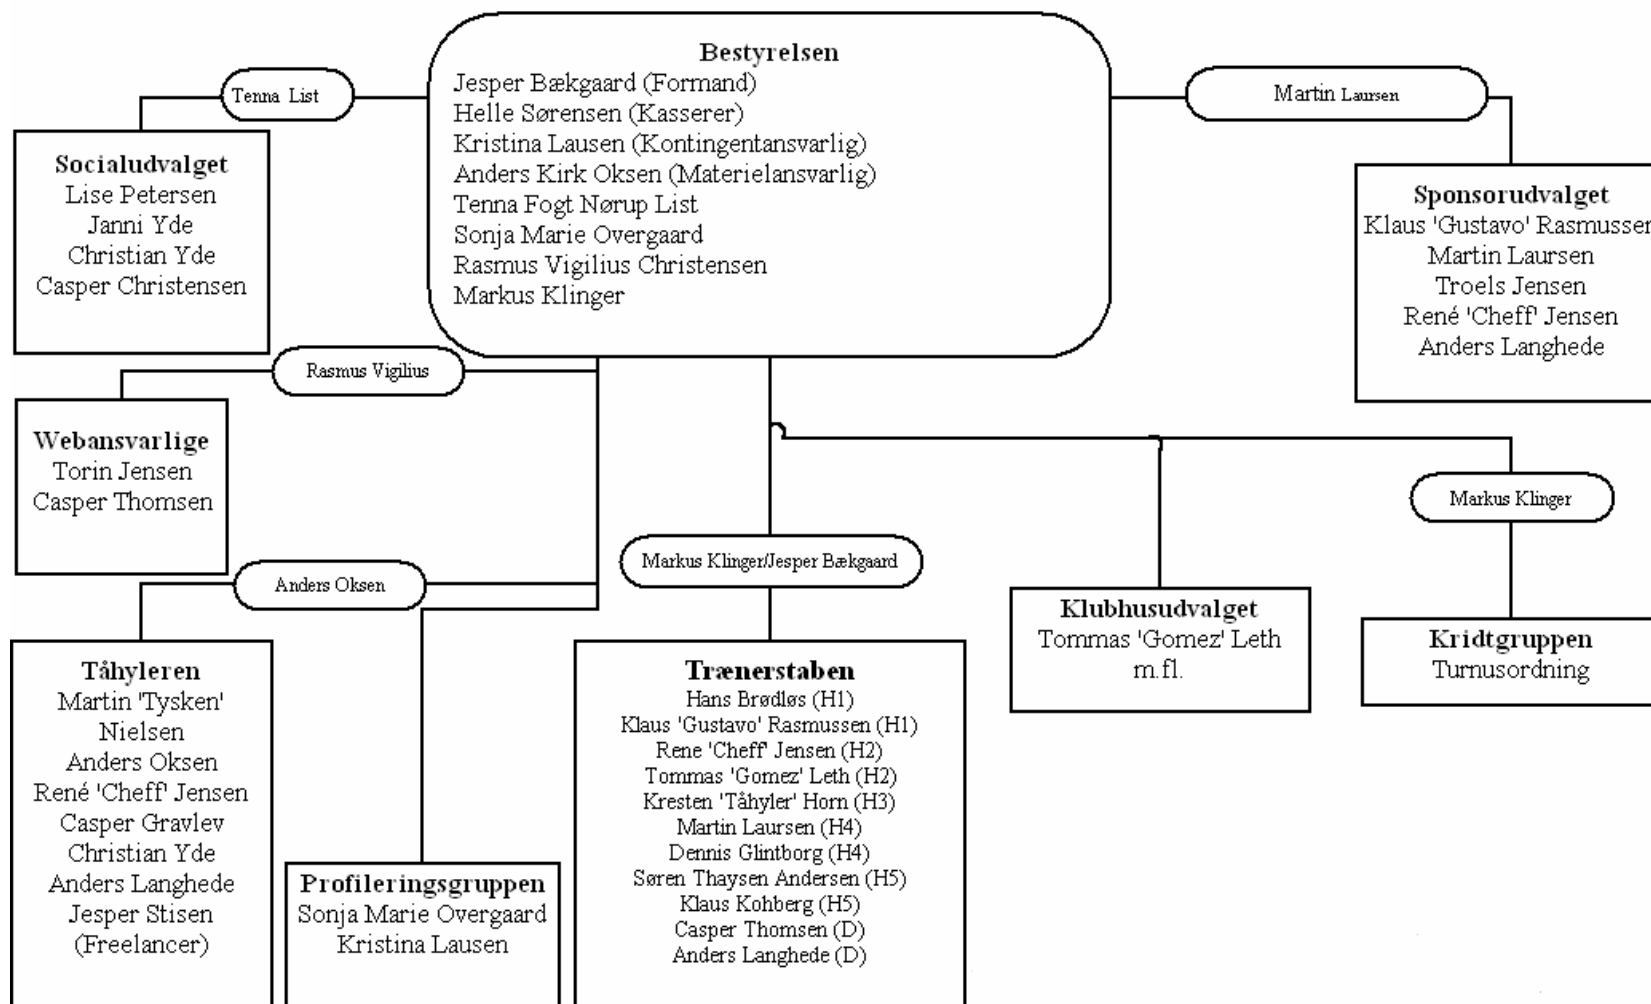 Bestyrelsen
Jesper Bækgaard (Formand)
Helle Sørensen (Kasserer)
Kristina Lausen (Kontingentansvarlig)
Anders Kirk Oksen (Materielansvarlig)
Tenna Fogt Nørup List
Sonja Marie Overgaard
Rasmus Vigilius Christensen
Markus Klinger
Tenna List
Socialudvalget
Lise Petersen
Janni Yde
Christian Yde
Casper Christensen
Martin Laursen
Sponsorudvalget
Klaus 'Gustavo' Rasmussen
Martin Laursen
Troels Jensen
René 'Cheff' Jensen
Anders Langhede
Rasmus Vigilius
Webansvarlige
Torin Jensen
Casper Thomsen
Anders Oksen
Tåhyleren
Martin 'Tysken'
Nielsen
Anders Oksen
René 'Cheff' Jensen
Casper Gravlev
Christian Yde
Anders Langhede
Jesper Stisen
(Freelancer)
Profileringsgruppen
Sonja Marie Overgaard
Kristina Lausen
Markus Klinger/Jesper Bækgaard
Trænerstaben
Hans Brødløs (H1)
Klaus 'Gustavo' Rasmussen (H1)
Rene 'Cheff' Jensen (H2)
Tommas 'Gomez' Leth (H2)
Kresten 'Tåhyler' Horn (H3)
Martin Laursen (H4)
Dennis Glintborg (H4)
Søren Thaysen Andersen (H5)
Klaus Kohberg (H5)
Casper Thomsen (D)
Anders Langhede (D)
Klubhusudvalget
Tommas 'Gomez' Leth
m.fl.
Markus Klinger
Kridtgruppen
Turnusordning